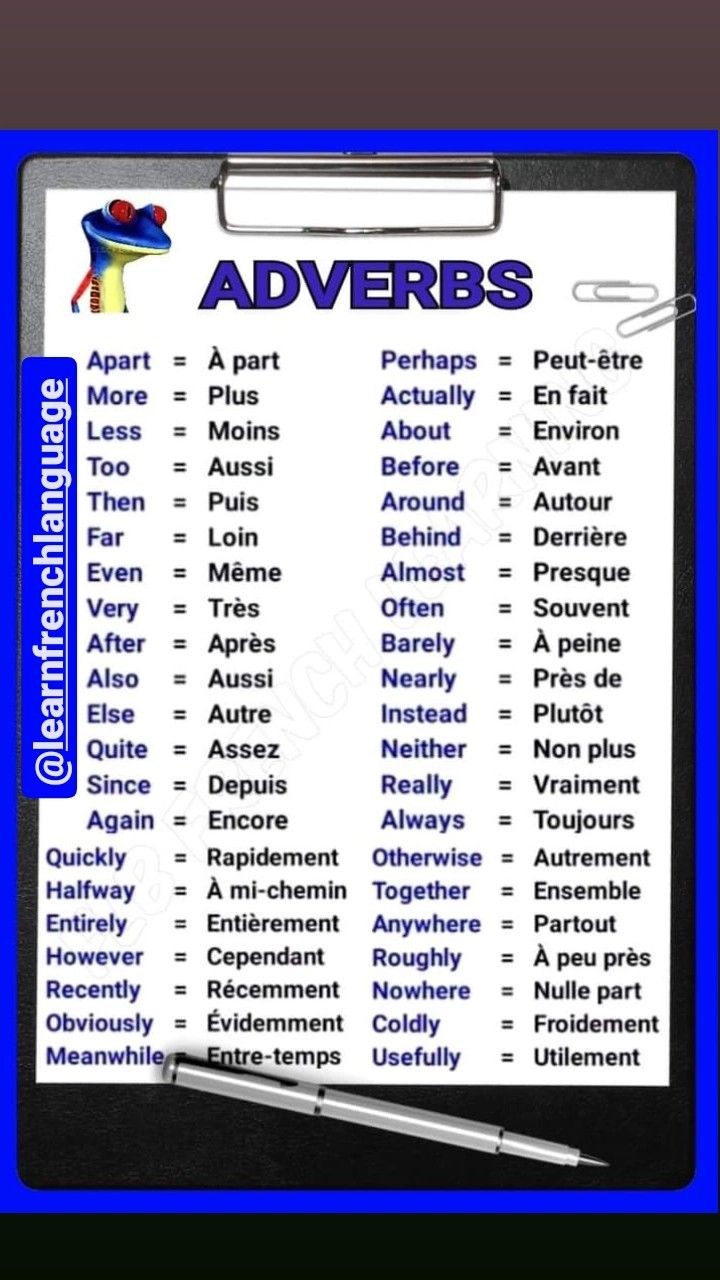 ADVERBS
@learnfrenchlanguage
Apart = À part
More = Plus
Less = Moins
Too = Aussi
Then = Puis
Far = Loin
Even = Même
Very = Très
After = Après
Also = Aussi
Else = Autre
Quite = Assez
Since = Depuis
Again = Encore
Quickly = Rapidement
Halfway = À mi-chemin
Entirely = Entièrement
However = Cependant
Recently = Récemment
Obviously = Évidemment
Meanwhile = Entre-temps
Perhaps = Peut-être
Actually = En fait
About = Environ
Before = Avant
Around = Autour
Behind = Derrière
Almost = Presque
Often = Souvent
Barely = À peine
Nearly = Près de
Instead = Plutôt
Neither = Non plus
Really = Vraiment
Always = Toujours
Otherwise = Autrement
Together = Ensemble
Anywhere = Partout
Roughly = À peu près
Nowhere = Nulle part
Coldly = Froidement
Usefully = Utilement
FRENCH LEARNING